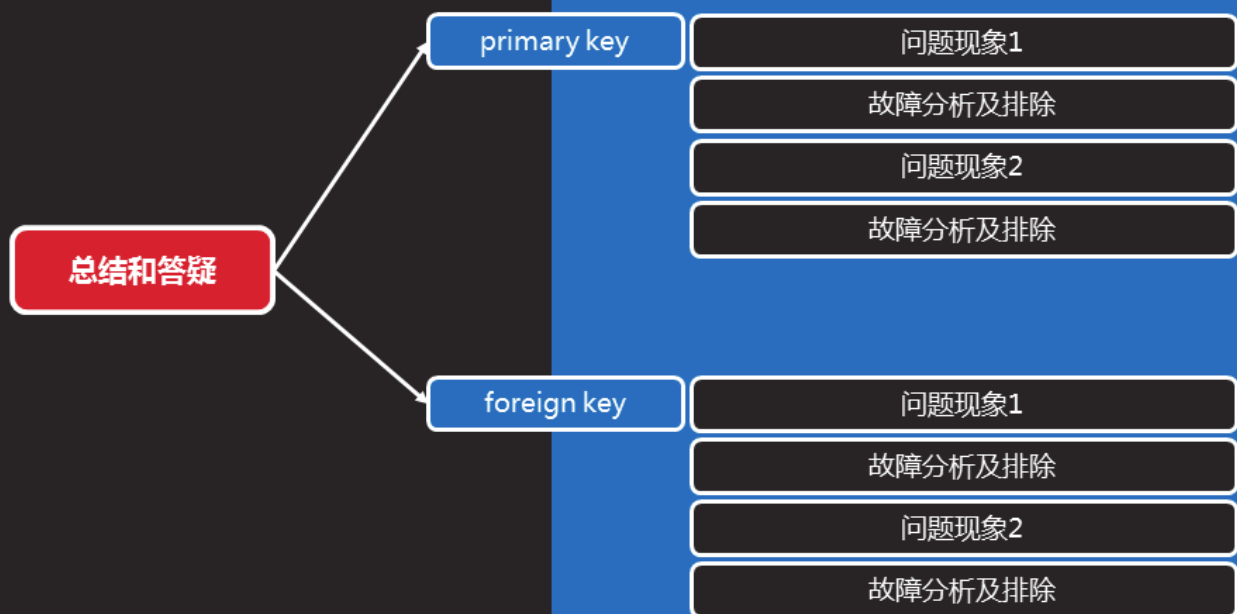 总结和答疑
primary key
问题现象1
故障分析及排除
问题现象2
故障分析及排除
foreign key
问题现象1
故障分析及排除
问题现象2
故障分析及排除